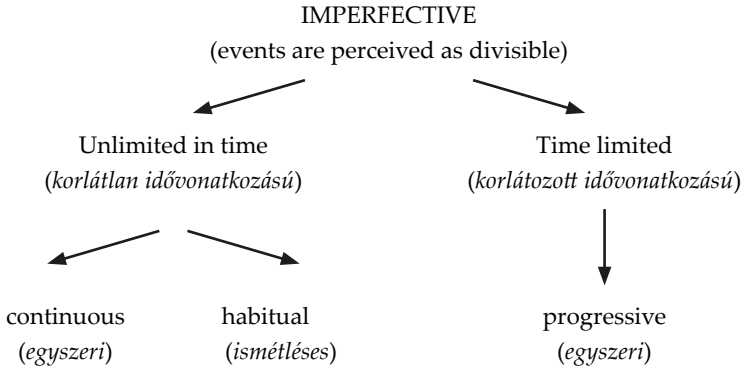 IMPERFECTIVE
(events are perceived as divisible)
Unlimited in time
(korlátlan idővonatkozású)
Time limited
(korlátozott idővonatkozású)
continuous
(egyszeri)
habitual
(ismétléses)
progressive
(egyszeri)